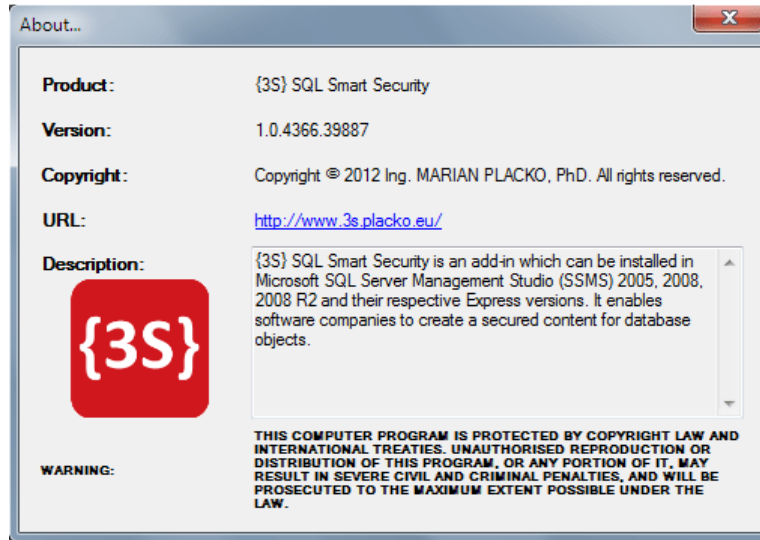 About...
Product: {3S} SQL Smart Security
Version: 1.0.4366.39887
Copyright: Copyright © 2012 Ing. MARIAN PLACKO, PhD. All rights reserved.
URL: http://www.3s.placko.eu/
Description:
{3S} SQL Smart Security is an add-in which can be installed in
Microsoft SQL Server Management Studio (SSMS) 2005, 2008,
2008 R2 and their respective Express versions. It enables
software companies to create a secured content for database
objects.
{3S}
WARNING:
THIS COMPUTER PROGRAM IS PROTECTED BY COPYRIGHT LAW AND
INTERNATIONAL TREATIES. UNAUTHORISED REPRODUCTION OR
DISTRIBUTION OF THIS PROGRAM, OR ANY PORTION OF IT, MAY
RESULT IN SEVERE CIVIL AND CRIMINAL PENALTIES, AND WILL BE
PROSECUTED TO THE MAXIMUM EXTENT POSSIBLE UNDER THE
LAW.